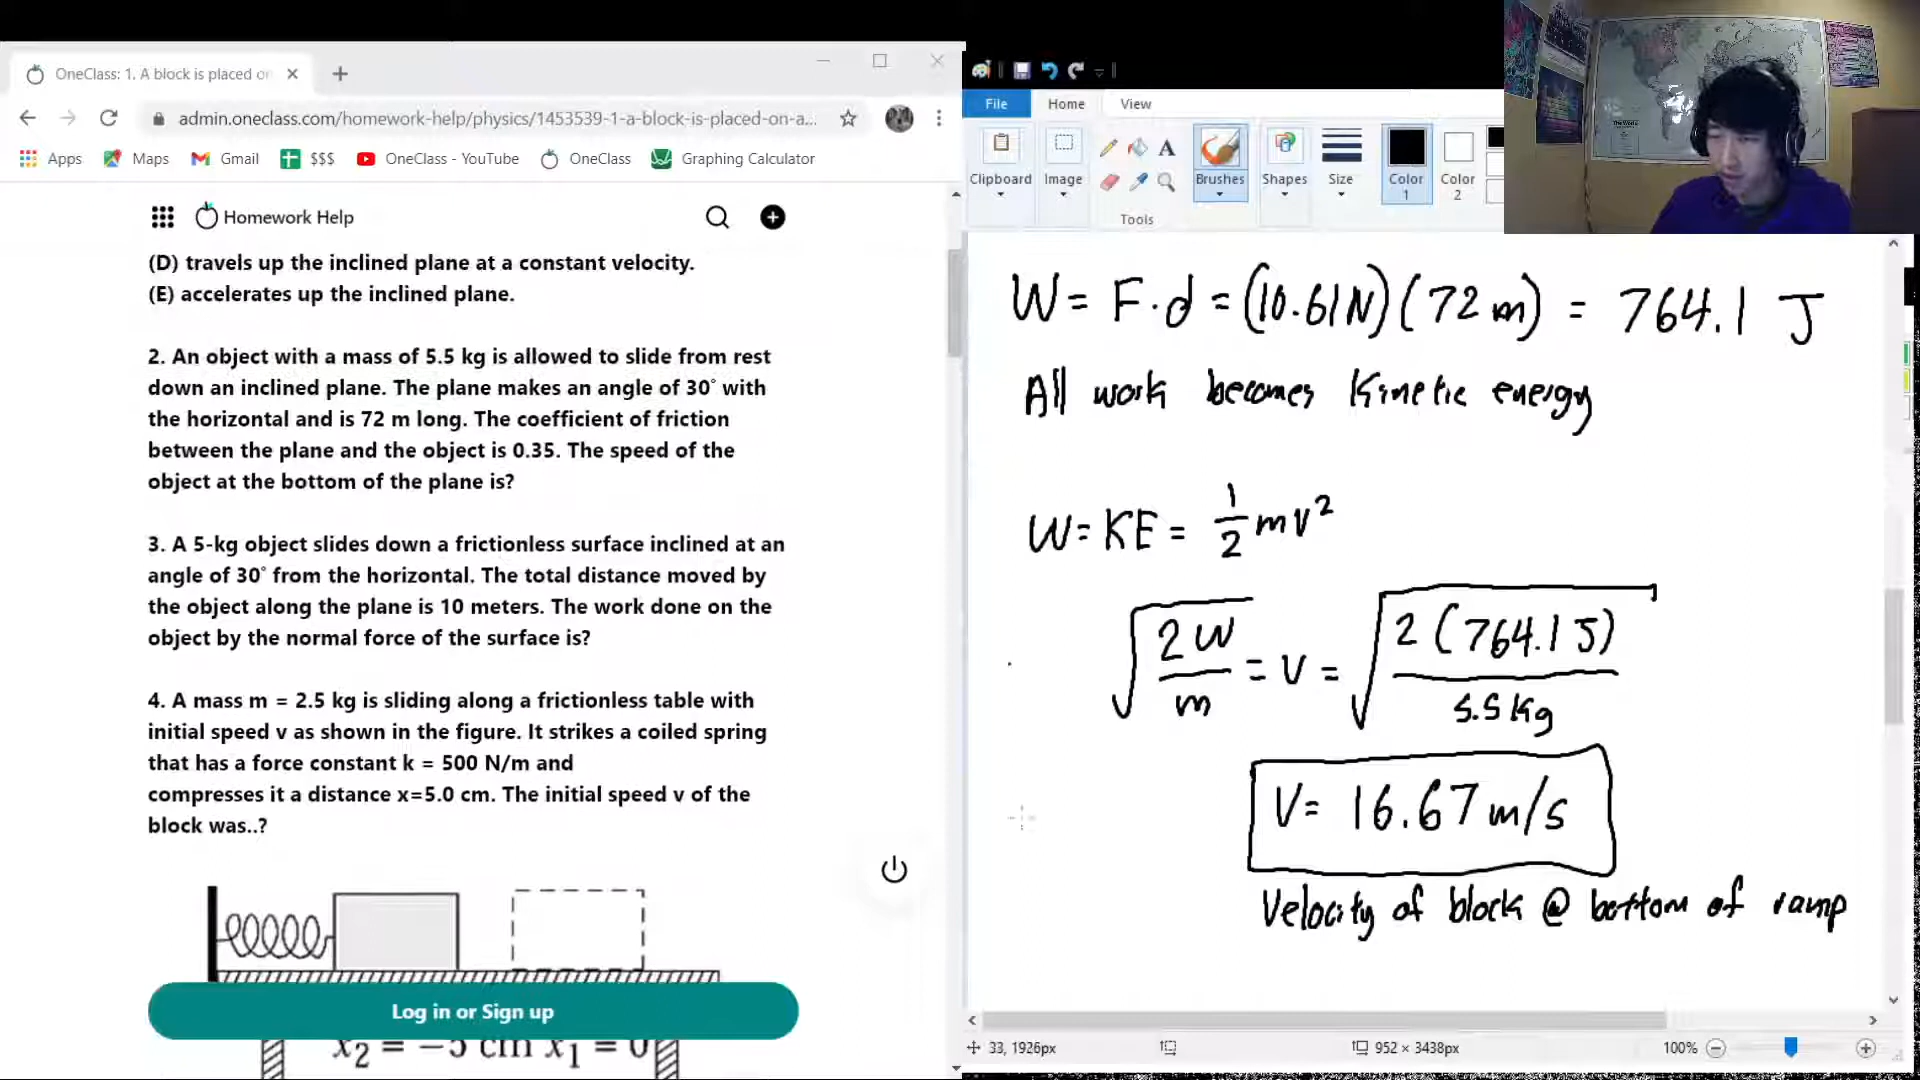 OneClass: 1. A block is placed on
admin.oneclass.com/homework-help/physics/1453539-1-a-block-is-placed-on-a...
Apps Maps Gmail $$$ OneClass - YouTube OneClass Graphing Calculator
Homework Help
(D) travels up the inclined plane at a constant velocity.
(E) accelerates up the inclined plane.
2. An object with a mass of 5.5 kg is allowed to slide from rest
down an inclined plane. The plane makes an angle of 30° with
the horizontal and is 72 m long. The coefficient of friction
between the plane and the object is 0.35. The speed of the
object at the bottom of the plane is?
3. A 5-kg object slides down a frictionless surface inclined at an
angle of 30° from the horizontal. The total distance moved by
the object along the plane is 10 meters. The work done on the
object by the normal force of the surface is?
4. A mass m = 2.5 kg is sliding along a frictionless table with
initial speed v as shown in the figure. It strikes a coiled spring
that has a force constant k = 500 N/m and
compresses it a distance x=5.0 cm. The initial speed v of the
block was..?
Log in or Sign up
x₂ = −5 cm x₁ = 0
File Home View
Clipboard Image Brushes Shapes Size Color 1 Color 2
Tools
W = F·d = (10.61N)(72 m) = 764.1 J
All work becomes Kinetic energy
W = KE = 1/2 mv²
√(2W/m) = V = √(2(764.1 J)/5.5 kg)
V = 16.67 m/s
Velocity of block @ bottom of ramp
33, 1926px 952 × 3438px 100%